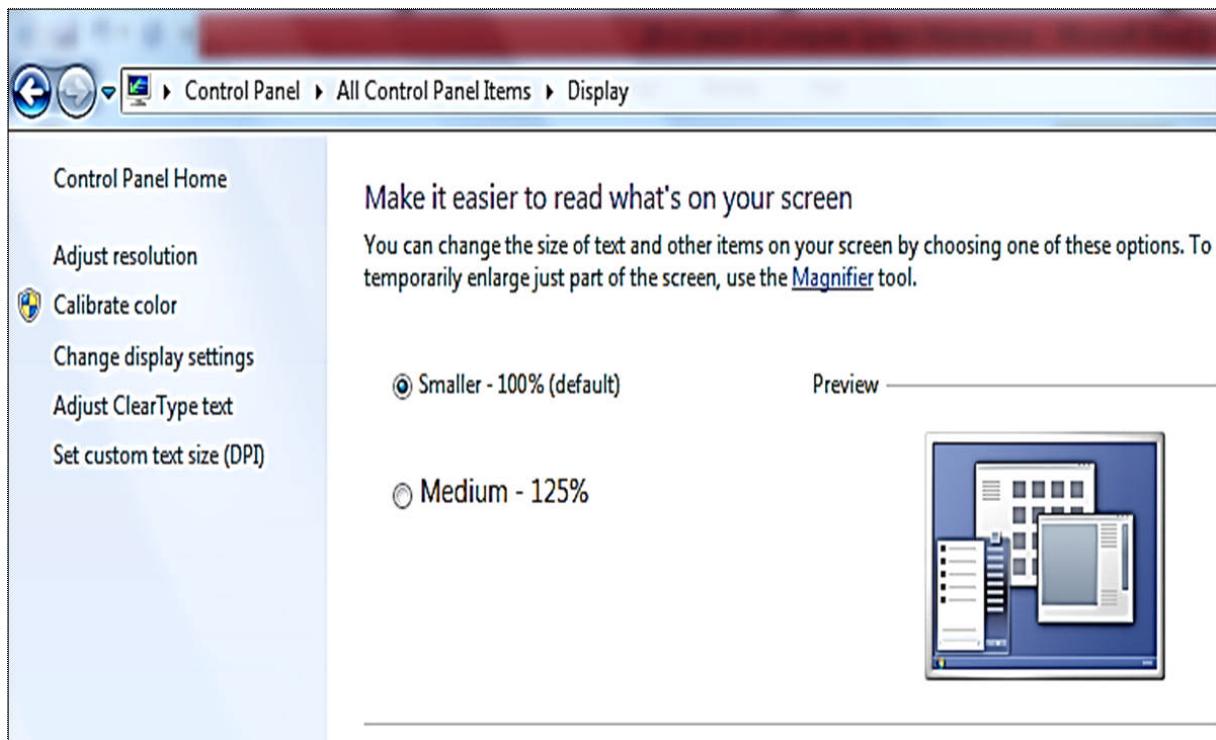 Control Panel ▸ All Control Panel Items ▸ Display
Control Panel Home
Adjust resolution
Calibrate color
Change display settings
Adjust ClearType text
Set custom text size (DPI)
Make it easier to read what's on your screen
You can change the size of text and other items on your screen by choosing one of these options. To
temporarily enlarge just part of the screen, use the Magnifier tool.
Smaller - 100% (default)
Preview
Medium - 125%